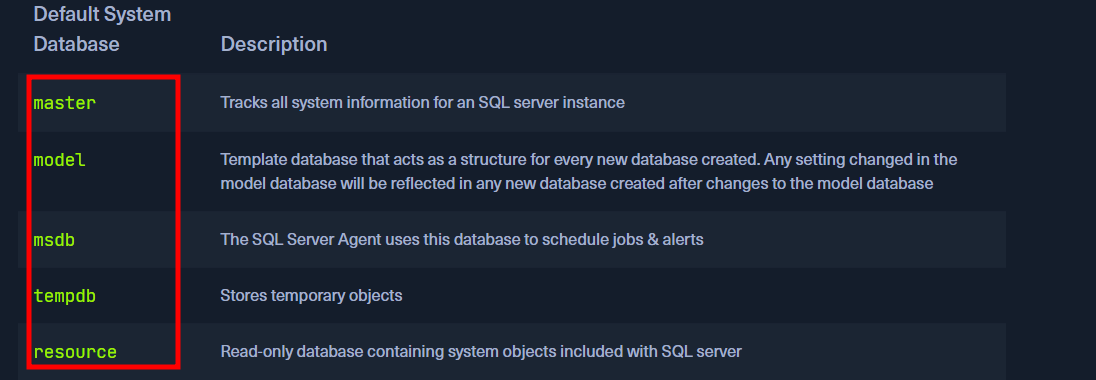 Default System
Database Description
master Tracks all system information for an SQL server instance
model Template database that acts as a structure for every new database created. Any setting changed in the
model database will be reflected in any new database created after changes to the model database
msdb The SQL Server Agent uses this database to schedule jobs & alerts
tempdb Stores temporary objects
resource Read-only database containing system objects included with SQL server